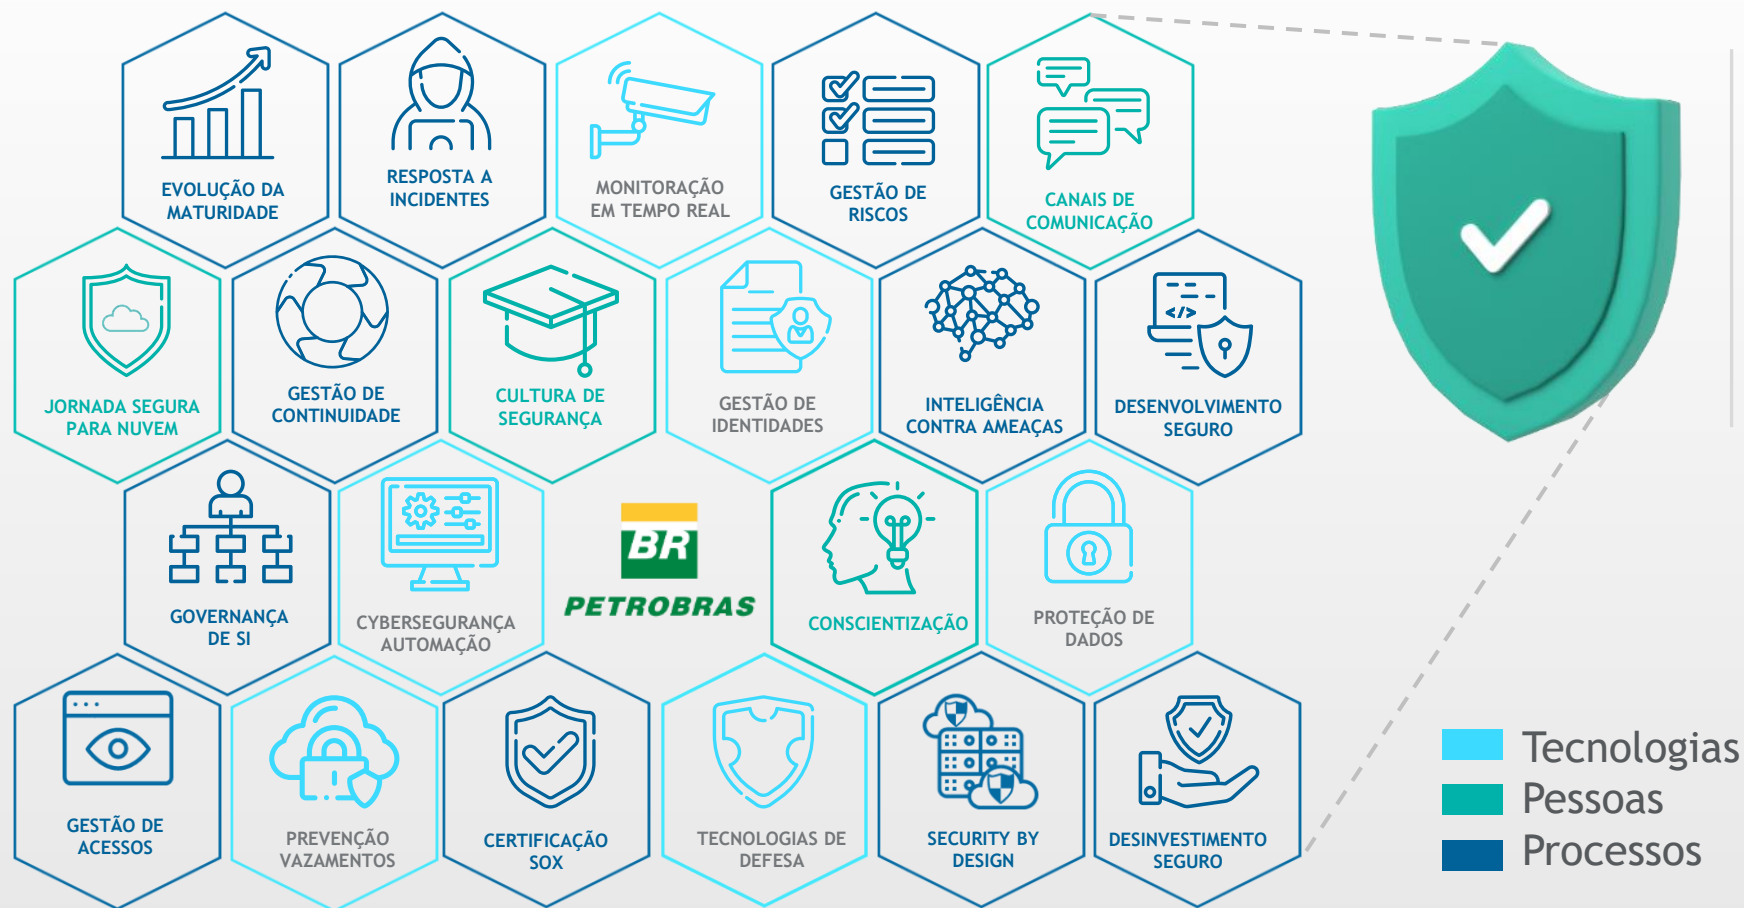 EVOLUÇÃO DA
MATURIDADE
RESPOSTA A
INCIDENTES
MONITORAÇÃO
EM TEMPO REAL
GESTÃO DE
RISCOS
CANAIS DE
COMUNICAÇÃO
JORNADA SEGURA
PARA NUVEM
GESTÃO DE
CONTINUIDADE
CULTURA DE
SEGURANÇA
GESTÃO DE
IDENTIDADES
INTELIGÊNCIA
CONTRA AMEAÇAS
</>
DESENVOLVIMENTO
SEGURO
GOVERNANÇA
DE SI
CYBERSEGURANÇA
AUTOMAÇÃO
BR
PETROBRAS
CONSCIENTIZAÇÃO
PROTEÇÃO DE
DADOS
GESTÃO DE
ACESSOS
PREVENÇÃO
VAZAMENTOS
CERTIFICAÇÃO
SOX
TECNOLOGIAS DE
DEFESA
SECURITY BY
DESIGN
DESINVESTIMENTO
SEGURO
Tecnologias
Pessoas
Processos